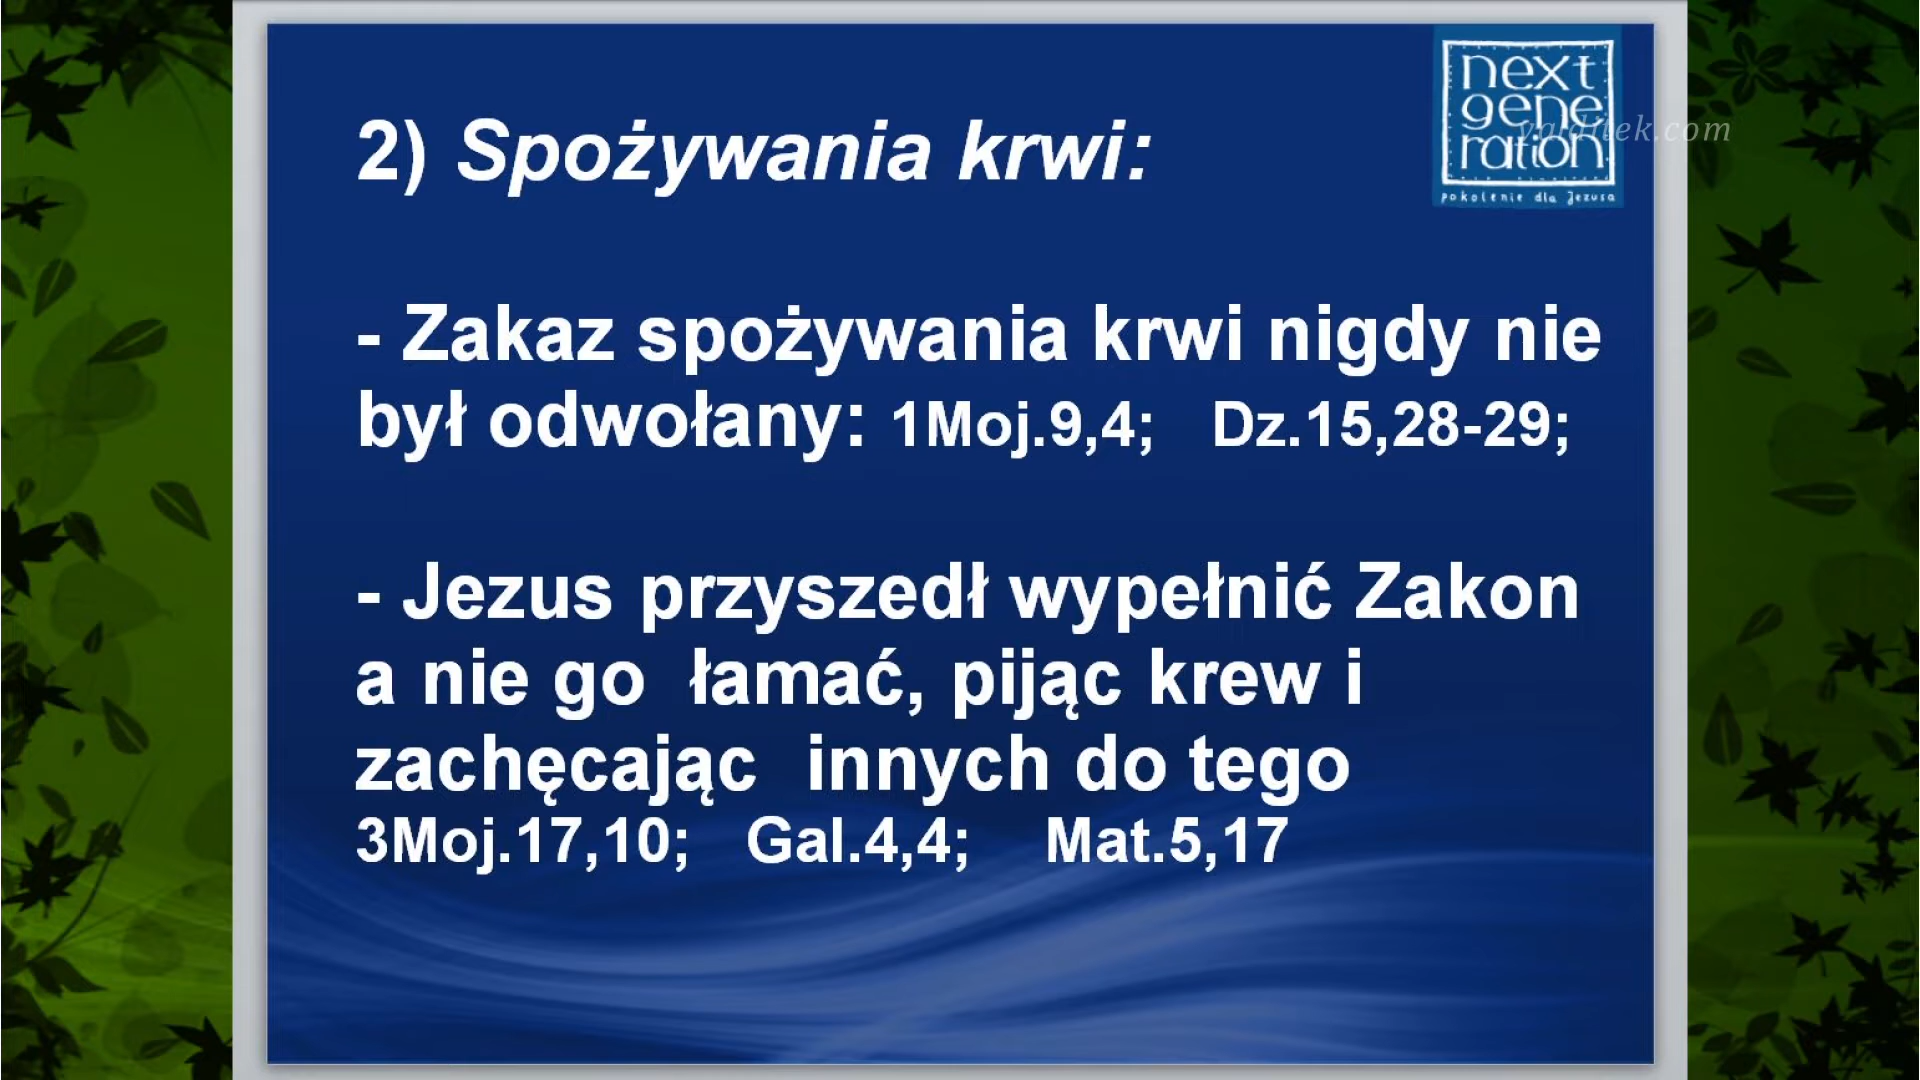 next
gene
ration
pokolenie dla Jezusa
2) Spożywania krwi:
- Zakaz spożywania krwi nigdy nie
był odwołany: 1Moj.9,4; Dz.15,28-29;
- Jezus przyszedł wypełnić Zakon
a nie go łamać, pijąc krew i
zachęcając innych do tego
3Moj.17,10; Gal.4,4; Mat.5,17